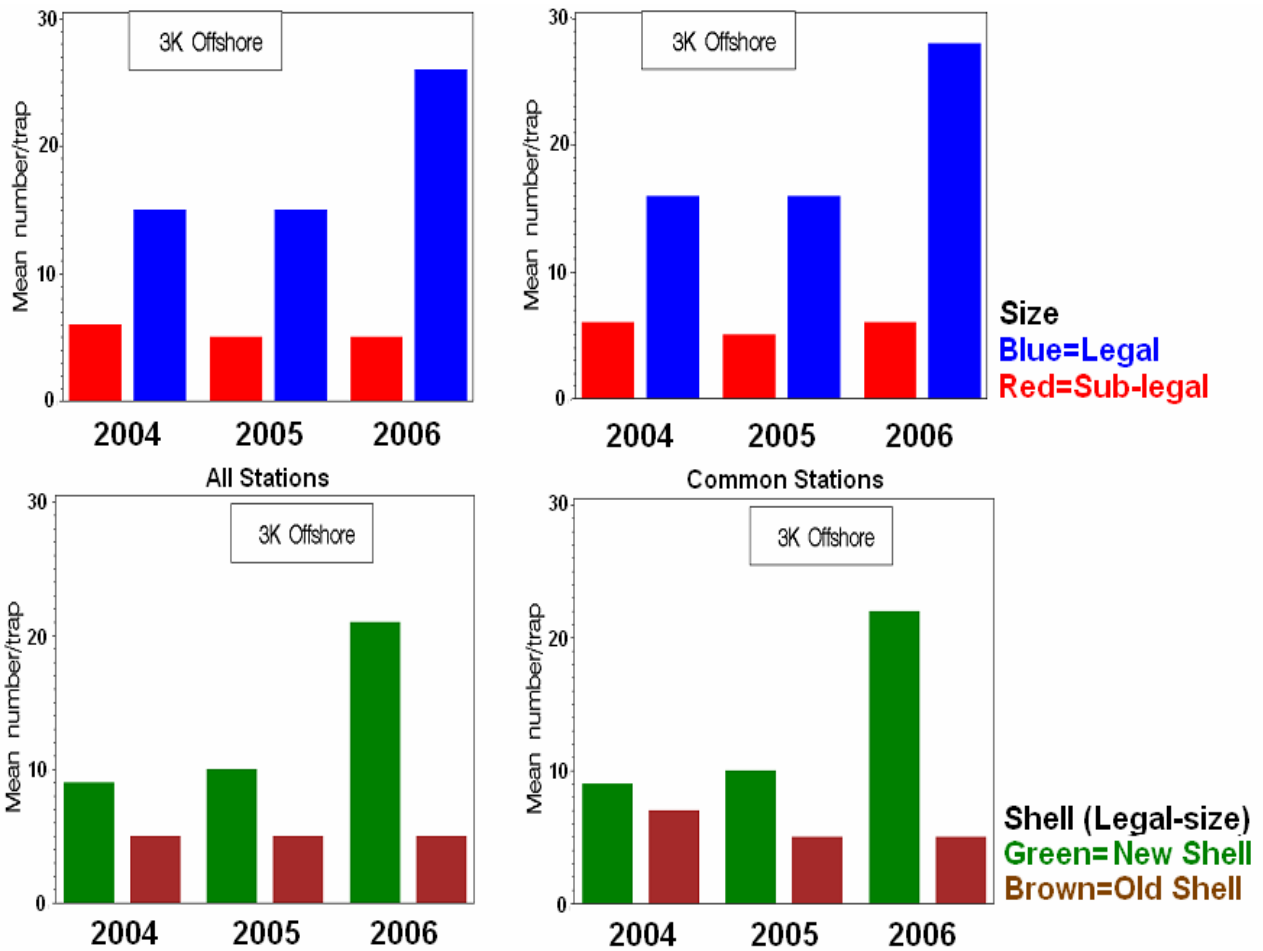 30
3K Offshore
20
10
0
Mean number/trap
2004 2005 2006
30
3K Offshore
20
10
0
Mean number/trap
2004 2005 2006
Size
Blue=Legal
Red=Sub-legal
All Stations
Common Stations
30
3K Offshore
20
10
0
Mean number/trap
2004 2005 2006
30
3K Offshore
20
10
0
Mean number/trap
2004 2005 2006
Shell (Legal-size)
Green=New Shell
Brown=Old Shell